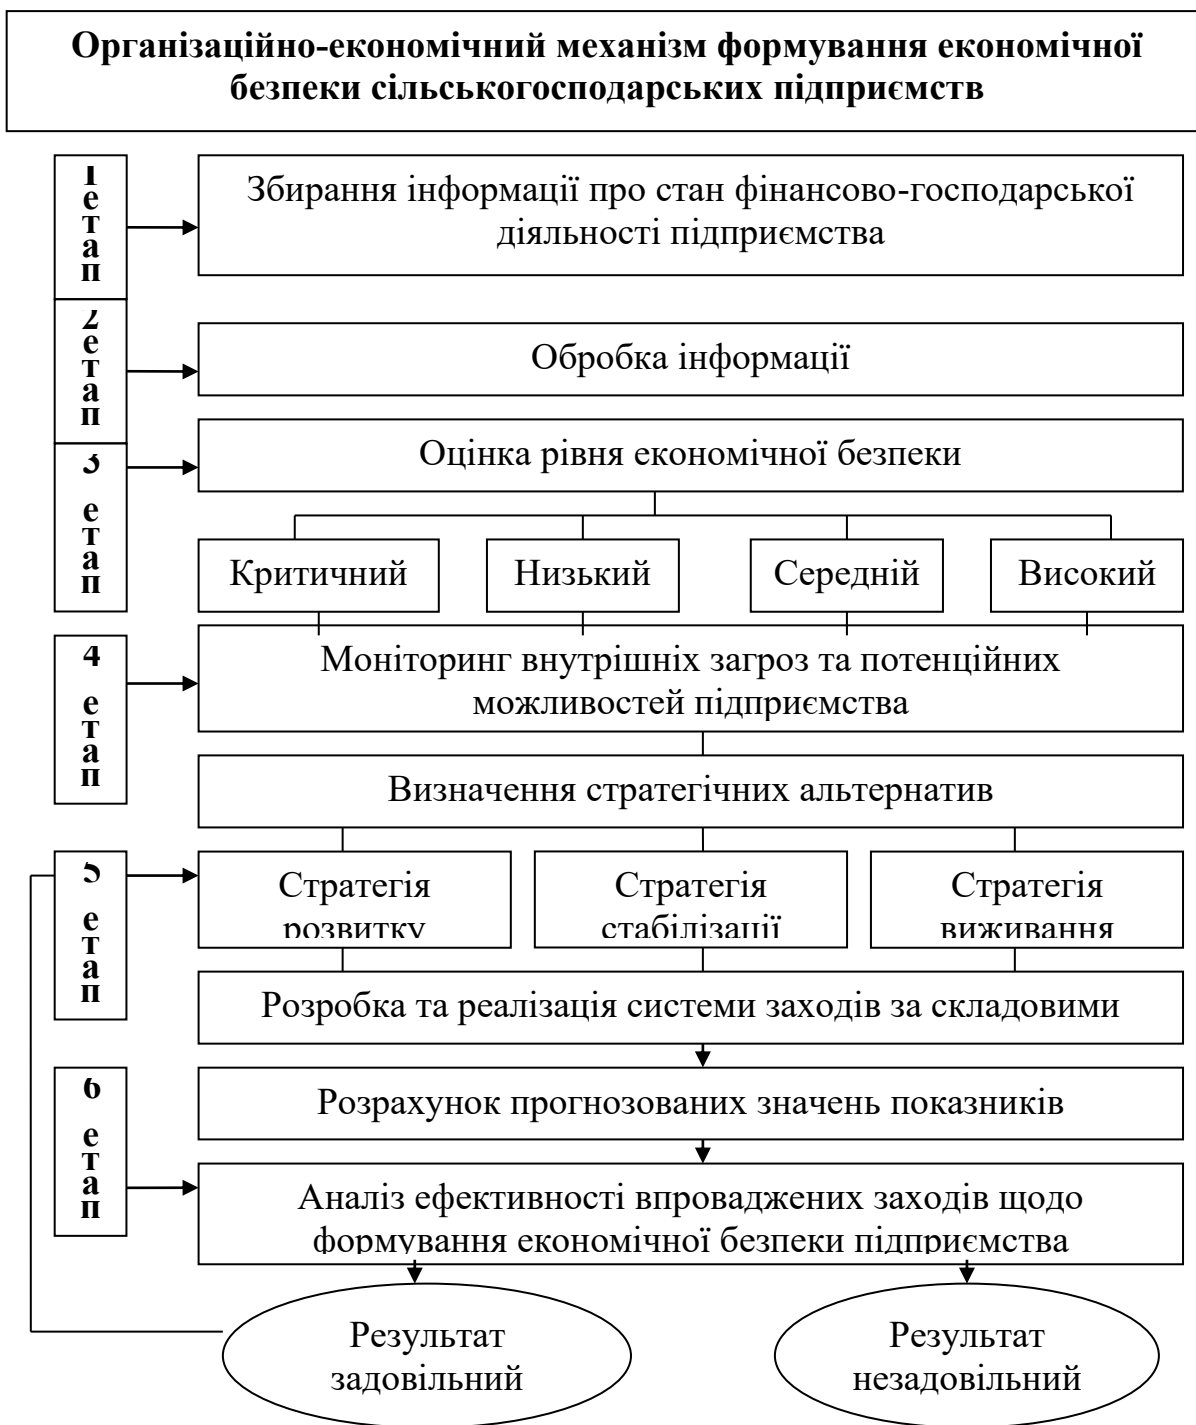 Організаційно-економічний механізм формування економічної
безпеки сільськогосподарських підприємств
1 етап
Збирання інформації про стан фінансово-господарської
діяльності підприємства
2 етап
Обробка інформації
3 етап
Оцінка рівня економічної безпеки
Критичний
Низький
Середній
Високий
4 етап
Моніторинг внутрішніх загроз та потенційних
можливостей підприємства
Визначення стратегічних альтернатив
5 етап
Стратегія
розвитку
Стратегія
стабілізації
Стратегія
виживання
Розробка та реалізація системи заходів за складовими
6 етап
Розрахунок прогнозованих значень показників
Аналіз ефективності впроваджених заходів щодо
формування економічної безпеки підприємства
Результат
задовільний
Результат
незадовільний